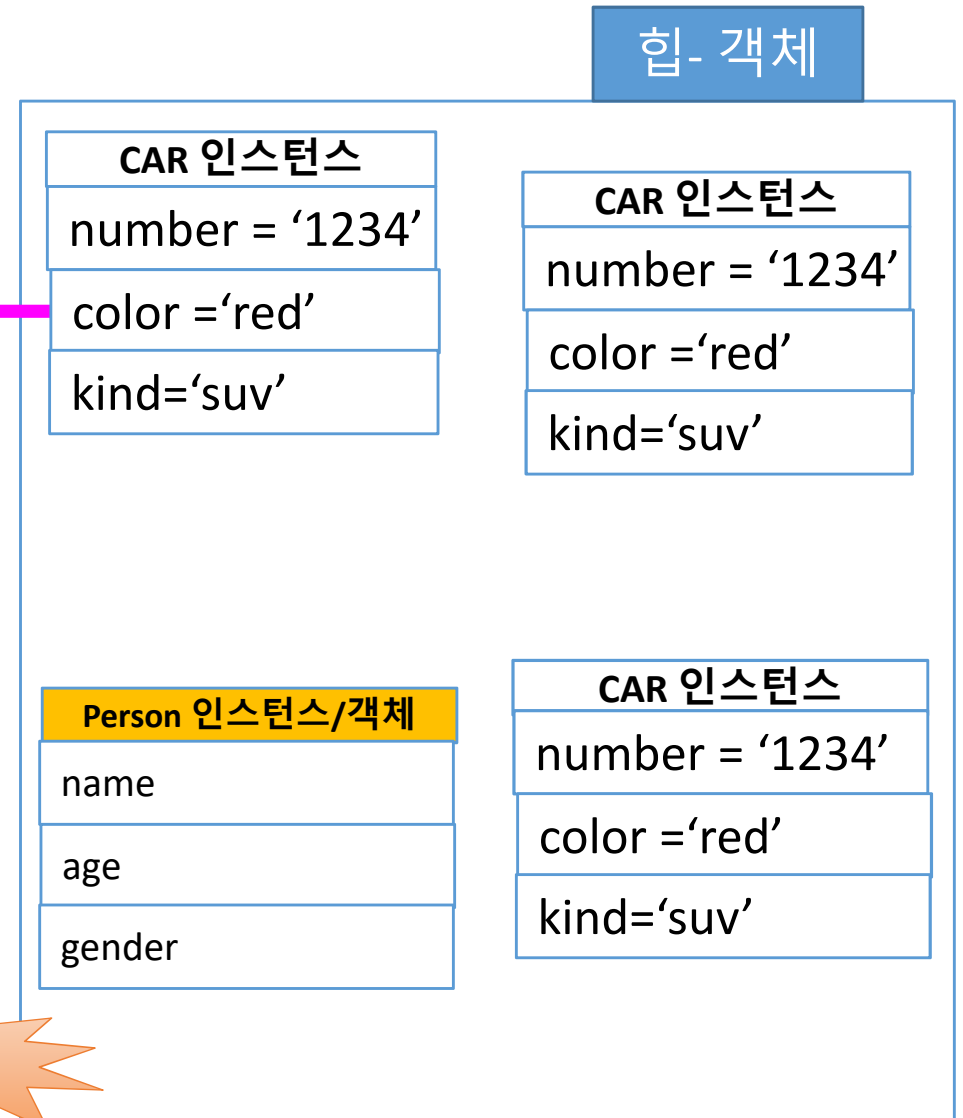 힙- 객체
CAR 인스턴스
number = ‘1234’
color =‘red’
kind=‘suv’
CAR 인스턴스
number = ‘1234’
color =‘red’
kind=‘suv’
Person 인스턴스/객체
name
age
gender
CAR 인스턴스
number = ‘1234’
color =‘red’
kind=‘suv’